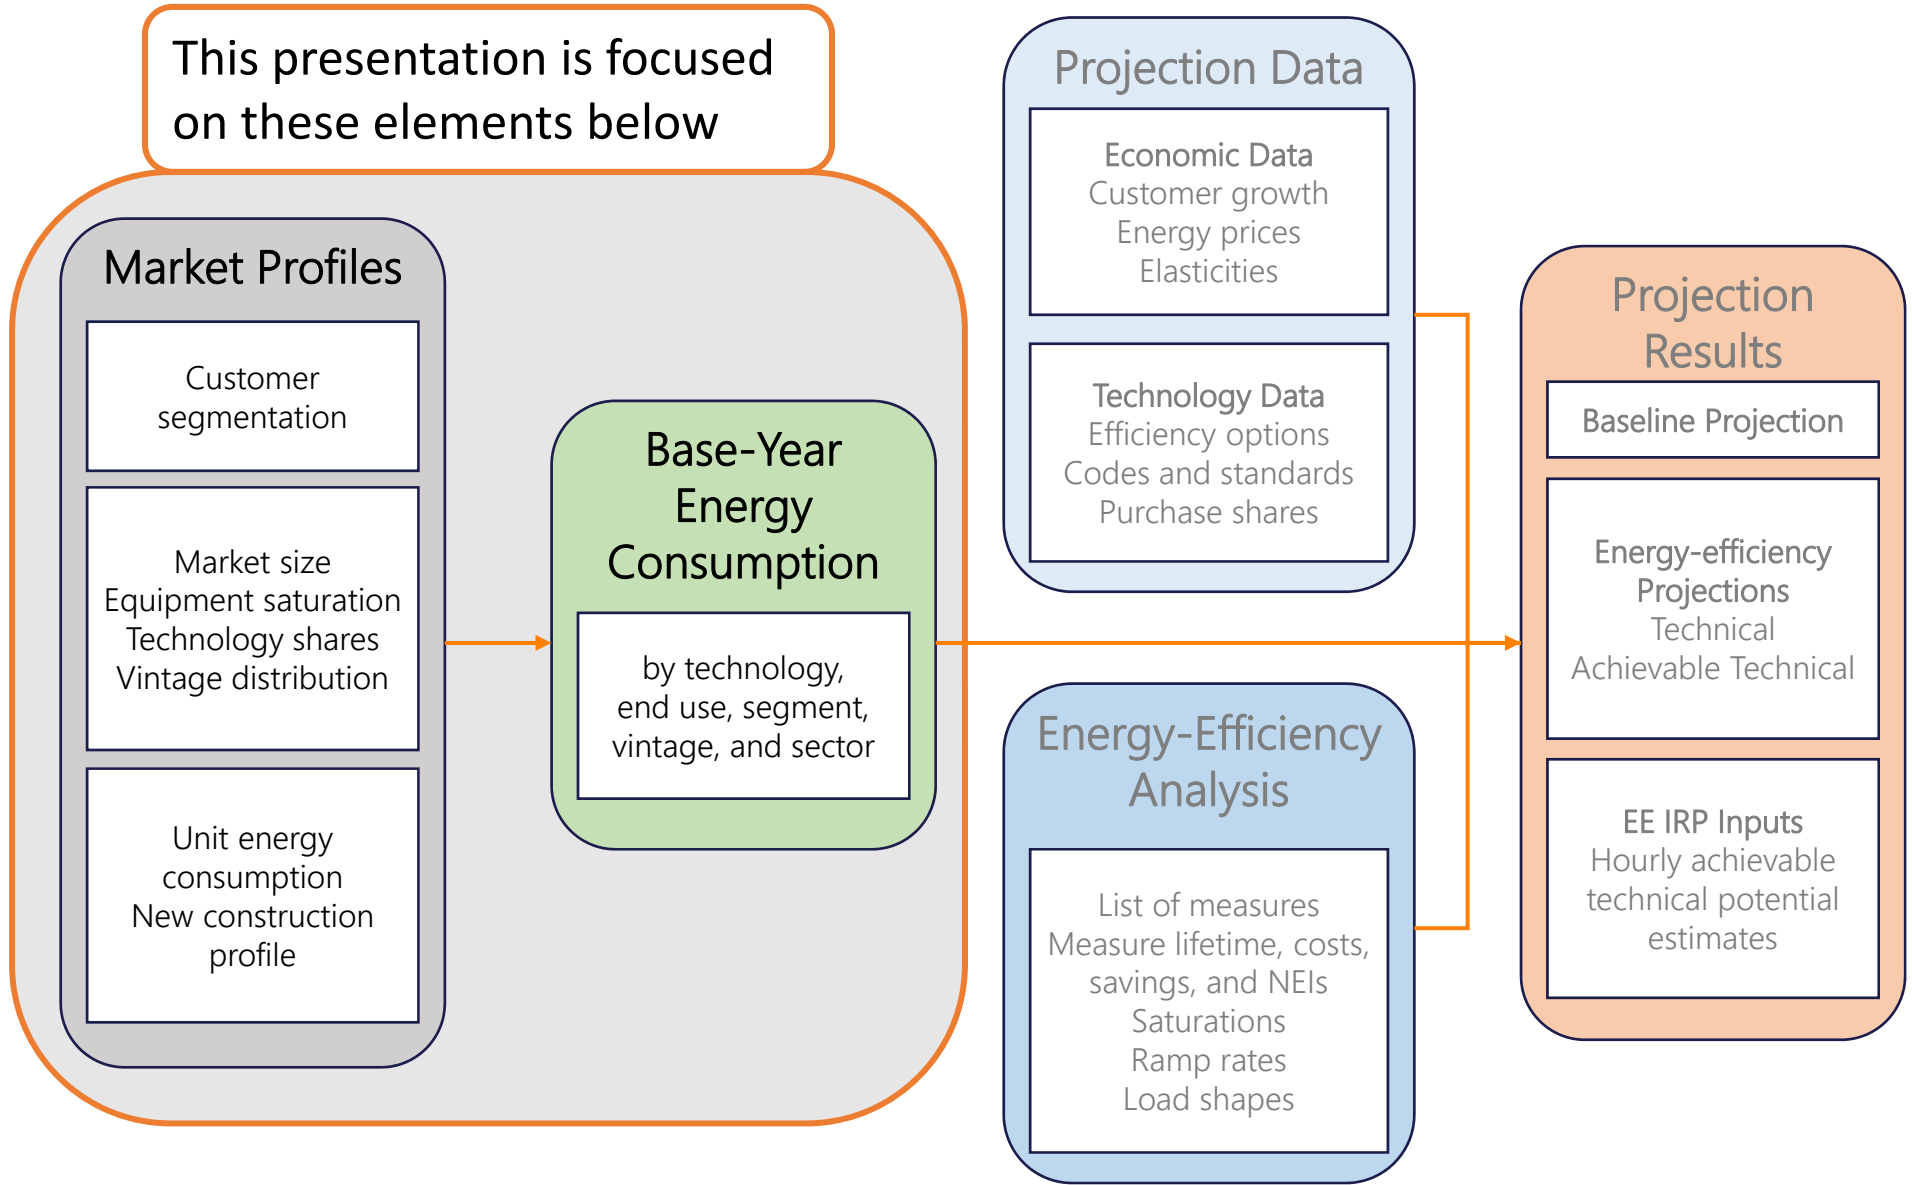 This presentation is focused
on these elements below
Market Profiles
Customer
segmentation
Market size
Equipment saturation
Technology shares
Vintage distribution
Unit energy
consumption
New construction
profile
Base-Year
Energy
Consumption
by technology,
end use, segment,
vintage, and sector
Projection Data
Economic Data
Customer growth
Energy prices
Elasticities
Technology Data
Efficiency options
Codes and standards
Purchase shares
Energy-Efficiency
Analysis
List of measures
Measure lifetime, costs,
savings, and NEIs
Saturations
Ramp rates
Load shapes
Projection
Results
Baseline Projection
Energy-efficiency
Projections
Technical
Achievable Technical
EE IRP Inputs
Hourly achievable
technical potential
estimates